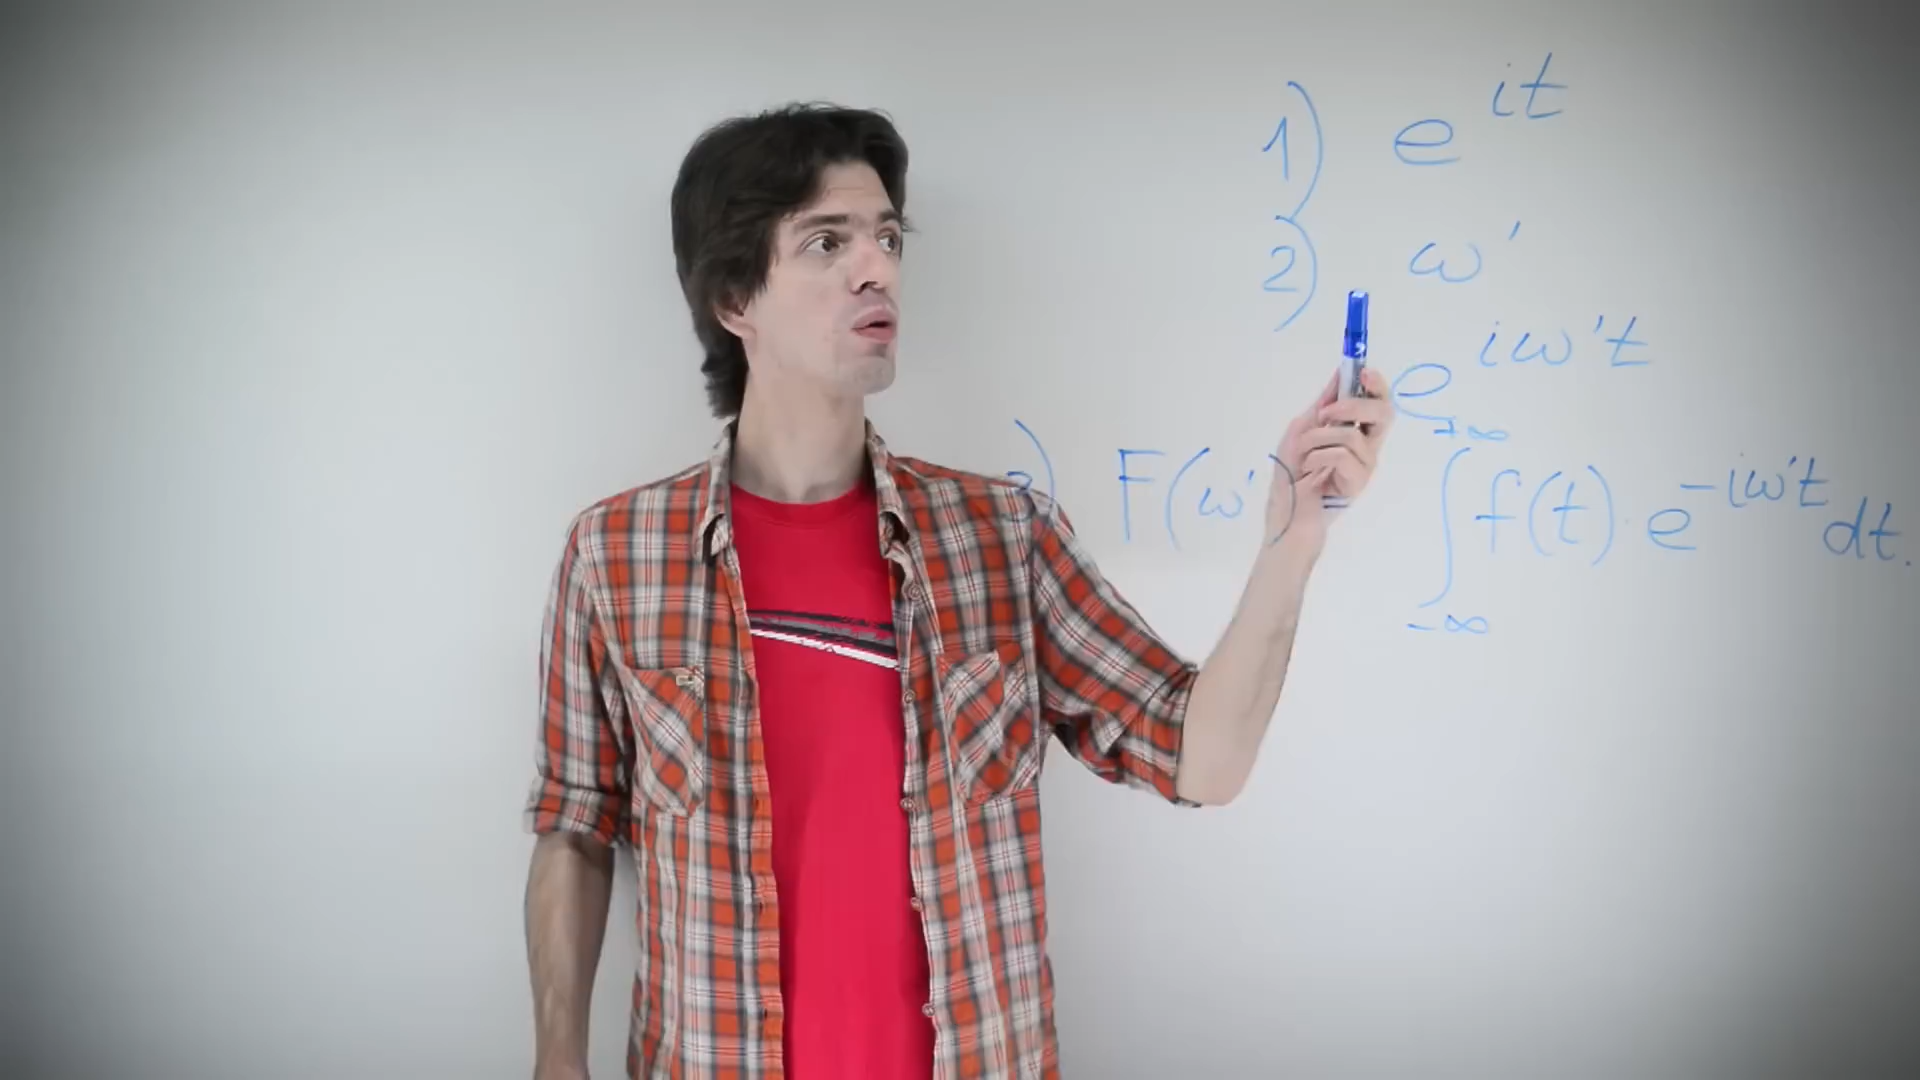 1) e^{it}
2) ω'
e^{iω't}
3) F(ω') = ∫_{-∞}^{+∞} f(t)·e^{-iω't} dt.